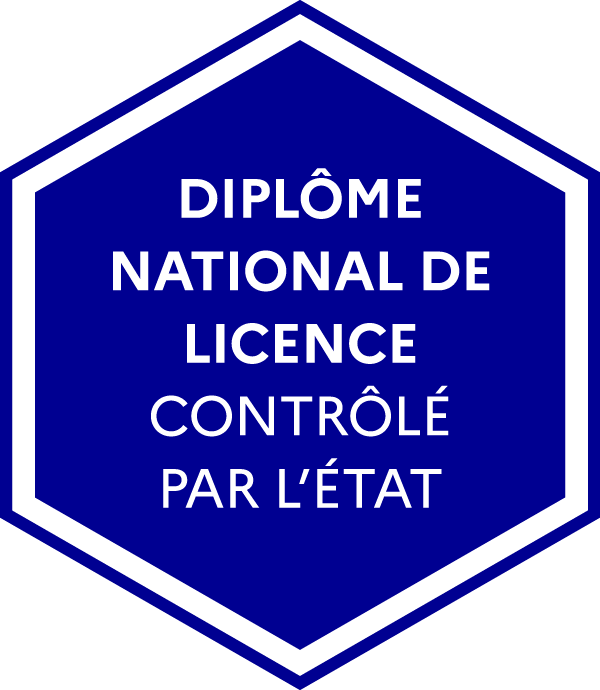 DIPLÔME
NATIONAL DE
LICENCE
CONTRÔLÉ
PAR L’ÉTAT